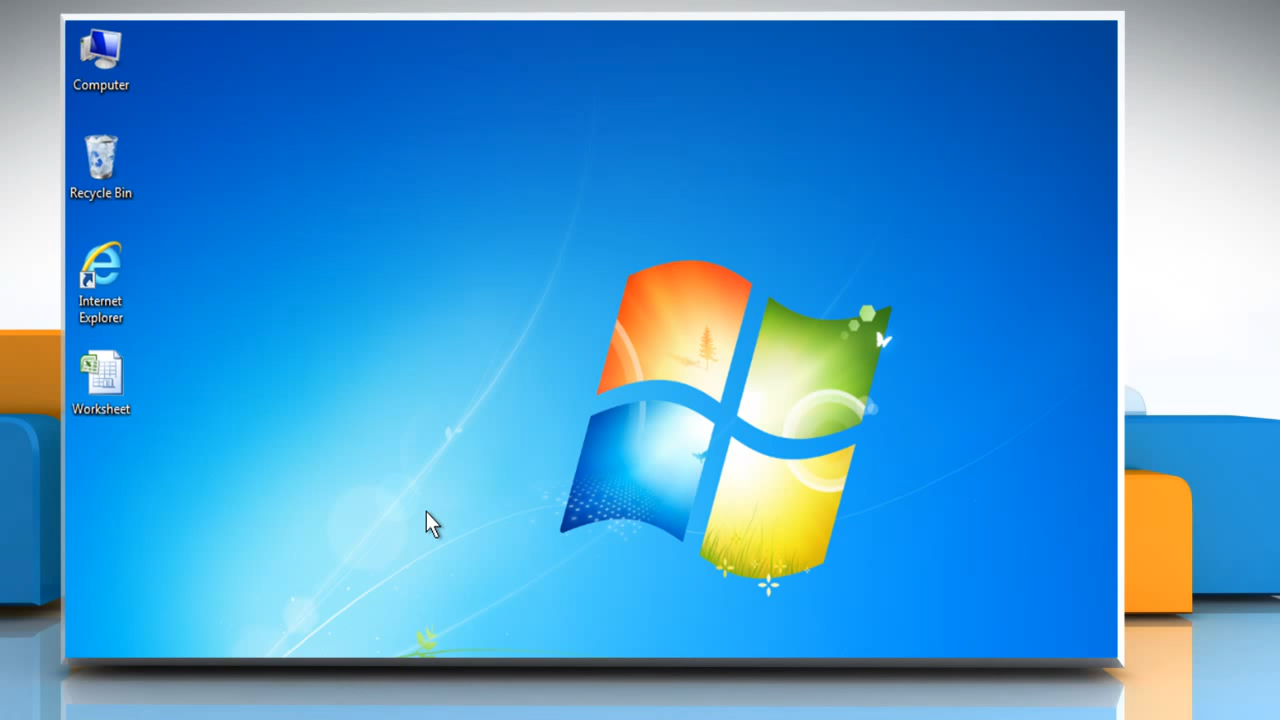 Computer
Recycle Bin
Internet
Explorer
Worksheet